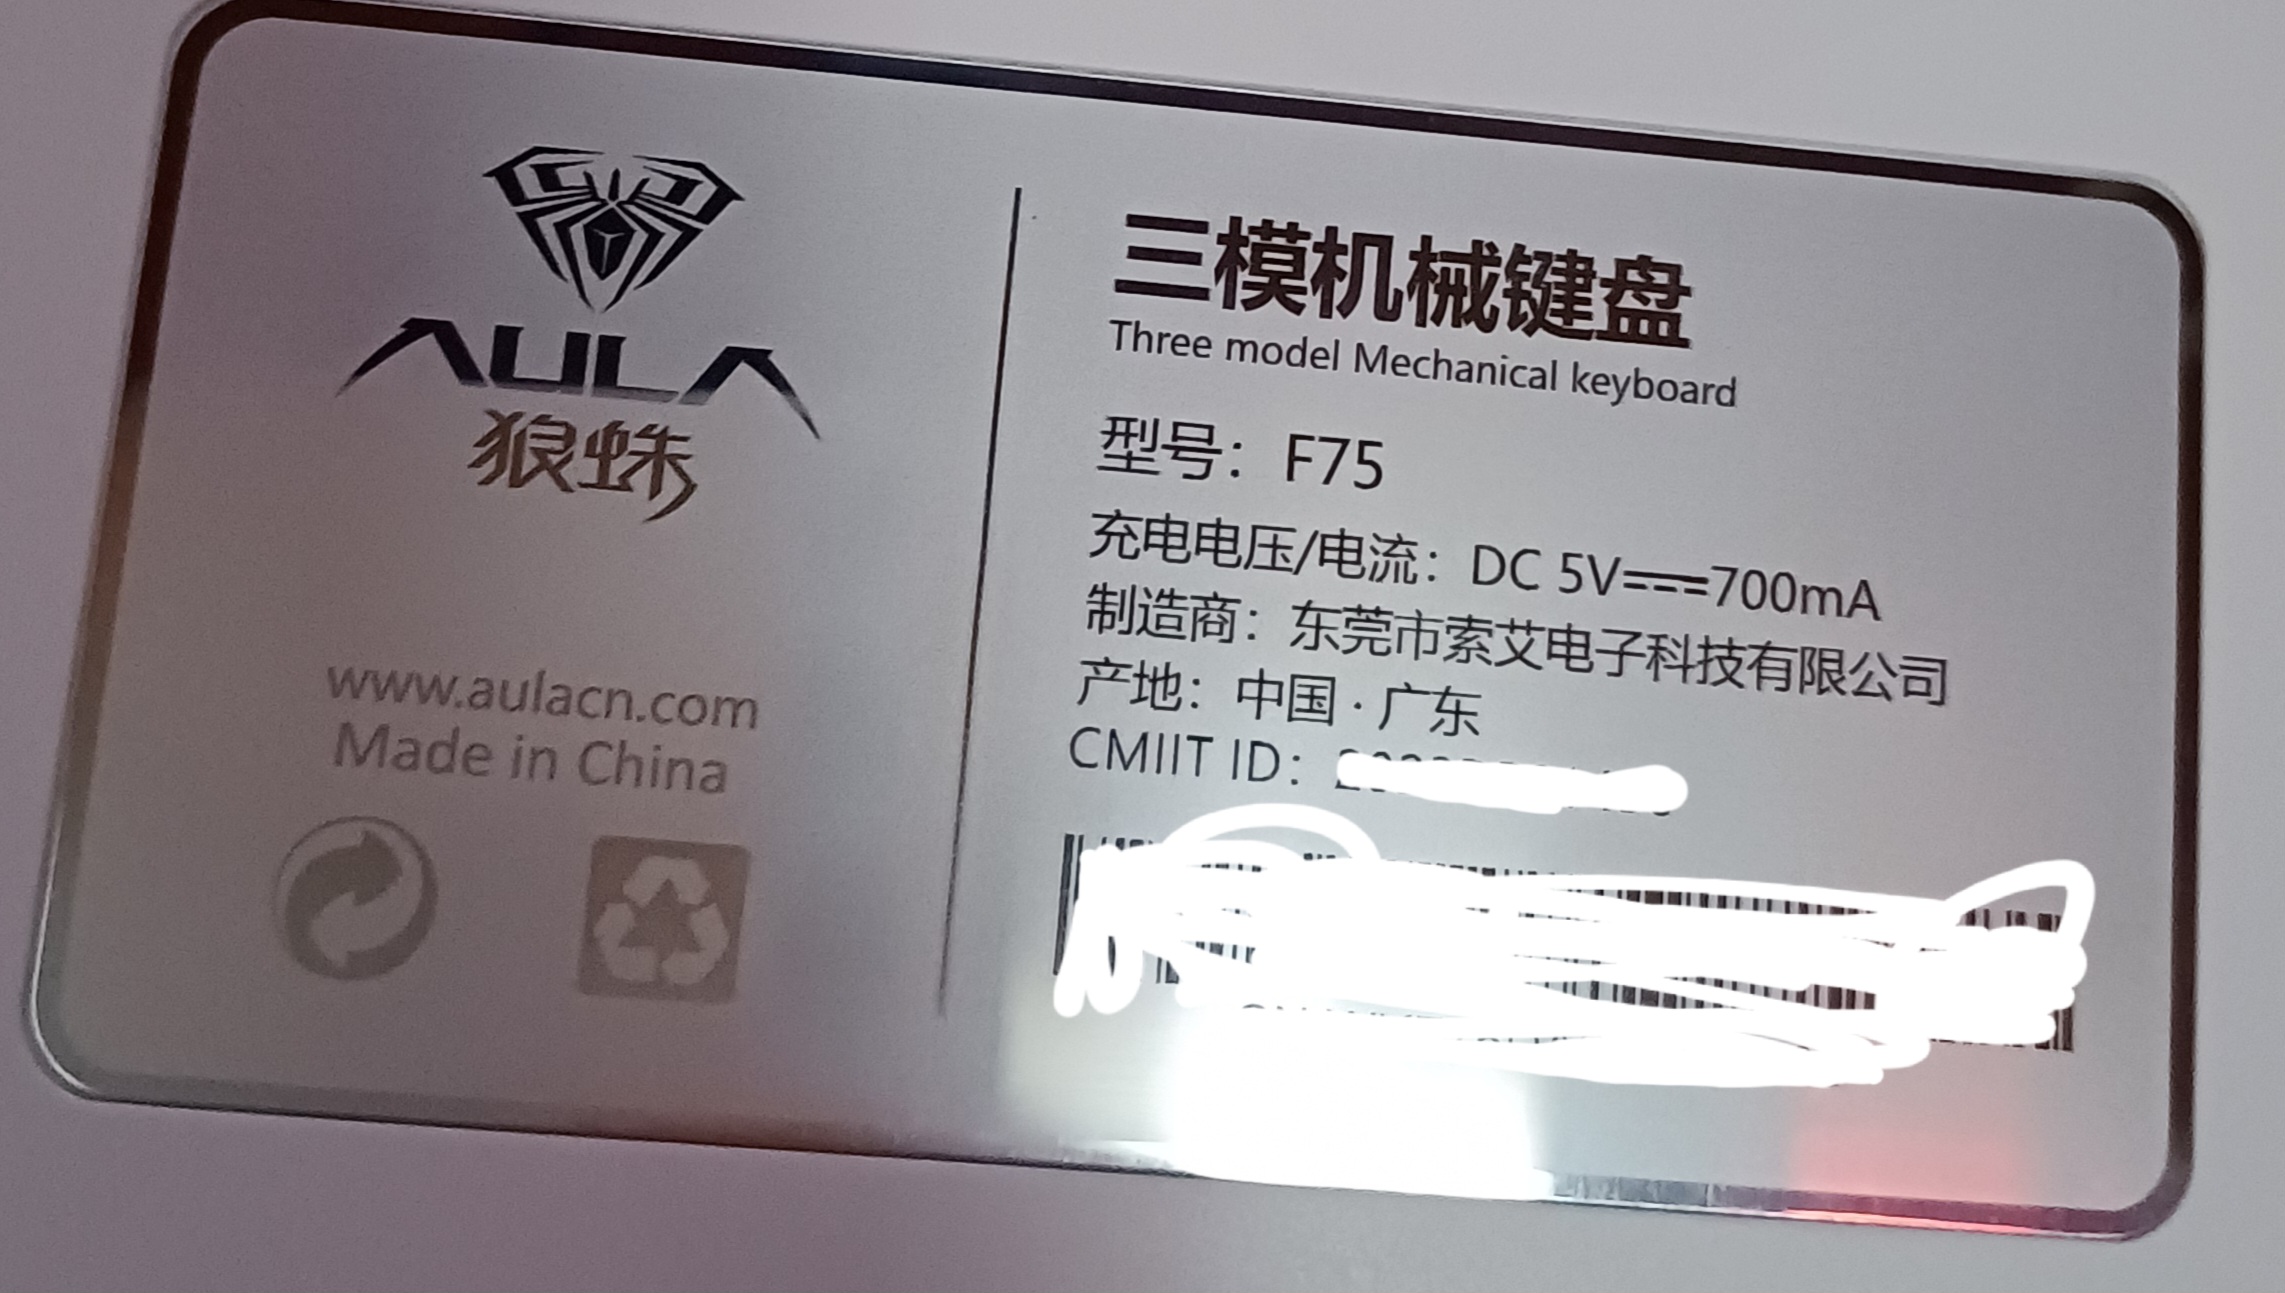 AULA
狼蛛
www.aulacn.com
Made in China
三模机械键盘
Three model Mechanical keyboard
型号：F75
充电电压/电流：DC 5V⎓700mA
制造商：东莞市索艾电子科技有限公司
产地：中国·广东
CMIIT ID：